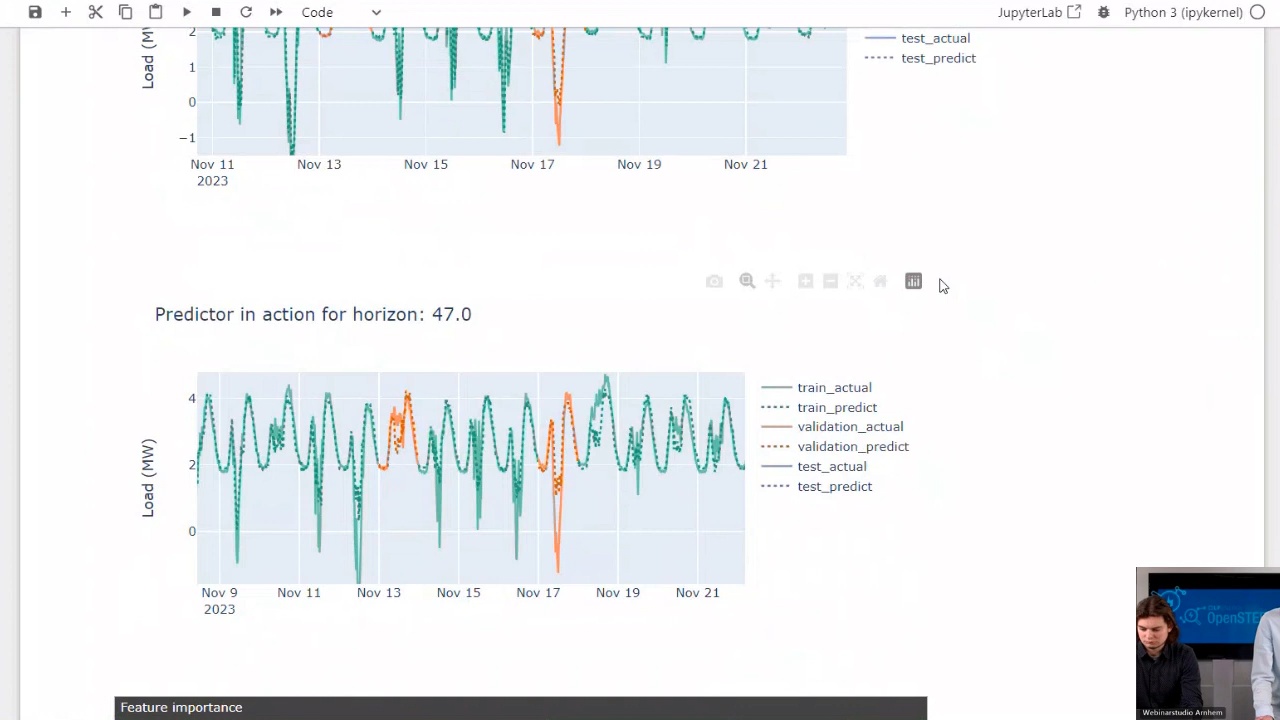 Code
JupyterLab
Python 3 (ipykernel)
Load (MW
2
1
0
−1
Nov 11
2023
Nov 13
Nov 15
Nov 17
Nov 19
Nov 21
test_actual
test_predict
Predictor in action for horizon: 47.0
Load (MW)
4
2
0
Nov 9
2023
Nov 11
Nov 13
Nov 15
Nov 17
Nov 19
Nov 21
train_actual
train_predict
validation_actual
validation_predict
test_actual
test_predict
Feature importance
OpenSTE
Webinarstudio Arnhem